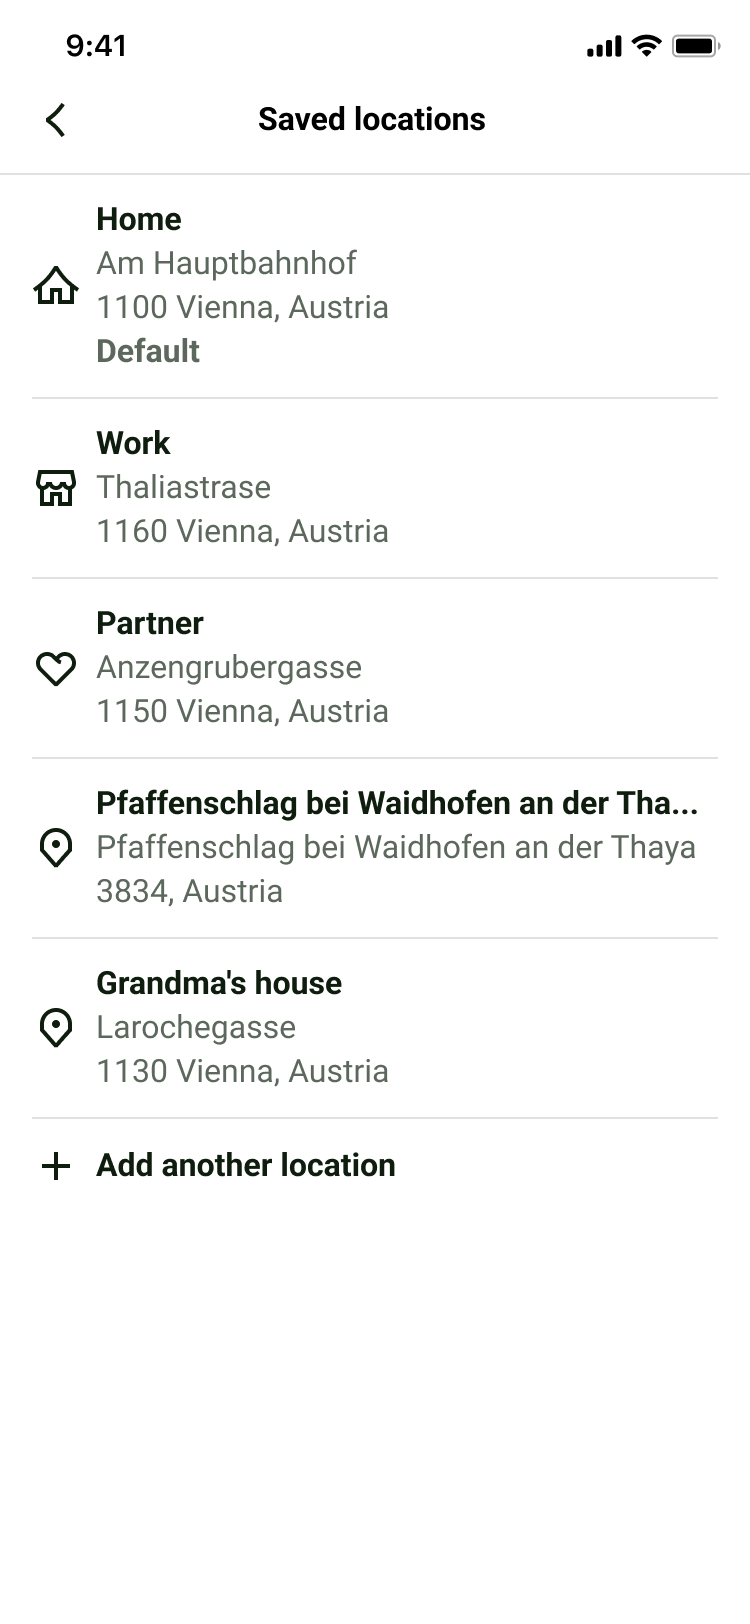 9:41
Saved locations
Home
Am Hauptbahnhof
1100 Vienna, Austria
Default
Work
Thaliastrase
1160 Vienna, Austria
Partner
Anzengrubergasse
1150 Vienna, Austria
Pfaffenschlag bei Waidhofen an der Tha...
Pfaffenschlag bei Waidhofen an der Thaya
3834, Austria
Grandma's house
Larochegasse
1130 Vienna, Austria
Add another location